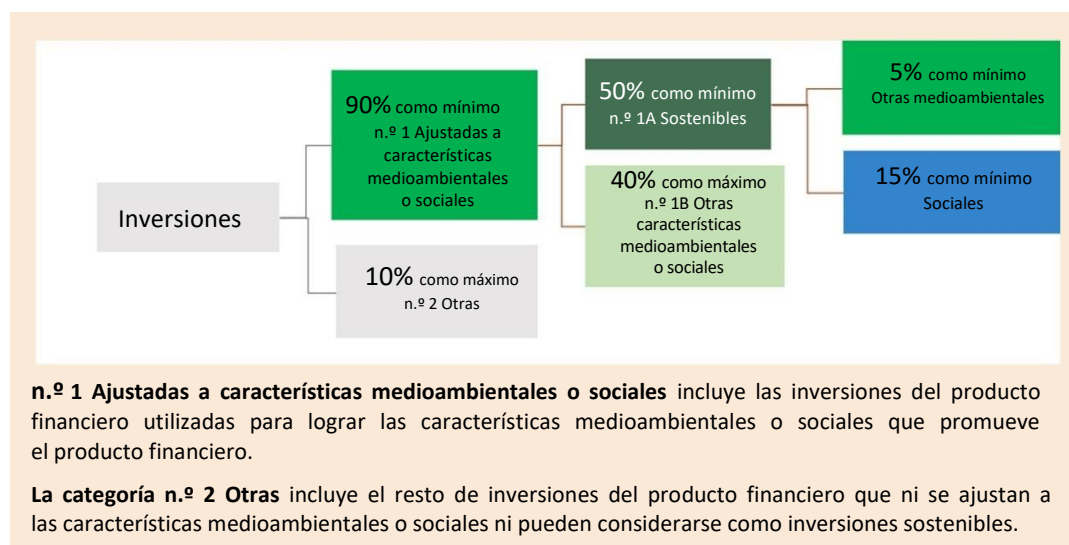 Inversiones
90% como mínimo
n.º 1 Ajustadas a
características
medioambientales
o sociales
10% como máximo
n.º 2 Otras
50% como mínimo
n.º 1A Sostenibles
40% como máximo
n.º 1B Otras
características
medioambientales
o sociales
5% como mínimo
Otras medioambientales
15% como mínimo
Sociales
n.º 1 Ajustadas a características medioambientales o sociales incluye las inversiones del producto
financiero utilizadas para lograr las características medioambientales o sociales que promueve
el producto financiero.
La categoría n.º 2 Otras incluye el resto de inversiones del producto financiero que ni se ajustan a
las características medioambientales o sociales ni pueden considerarse como inversiones sostenibles.